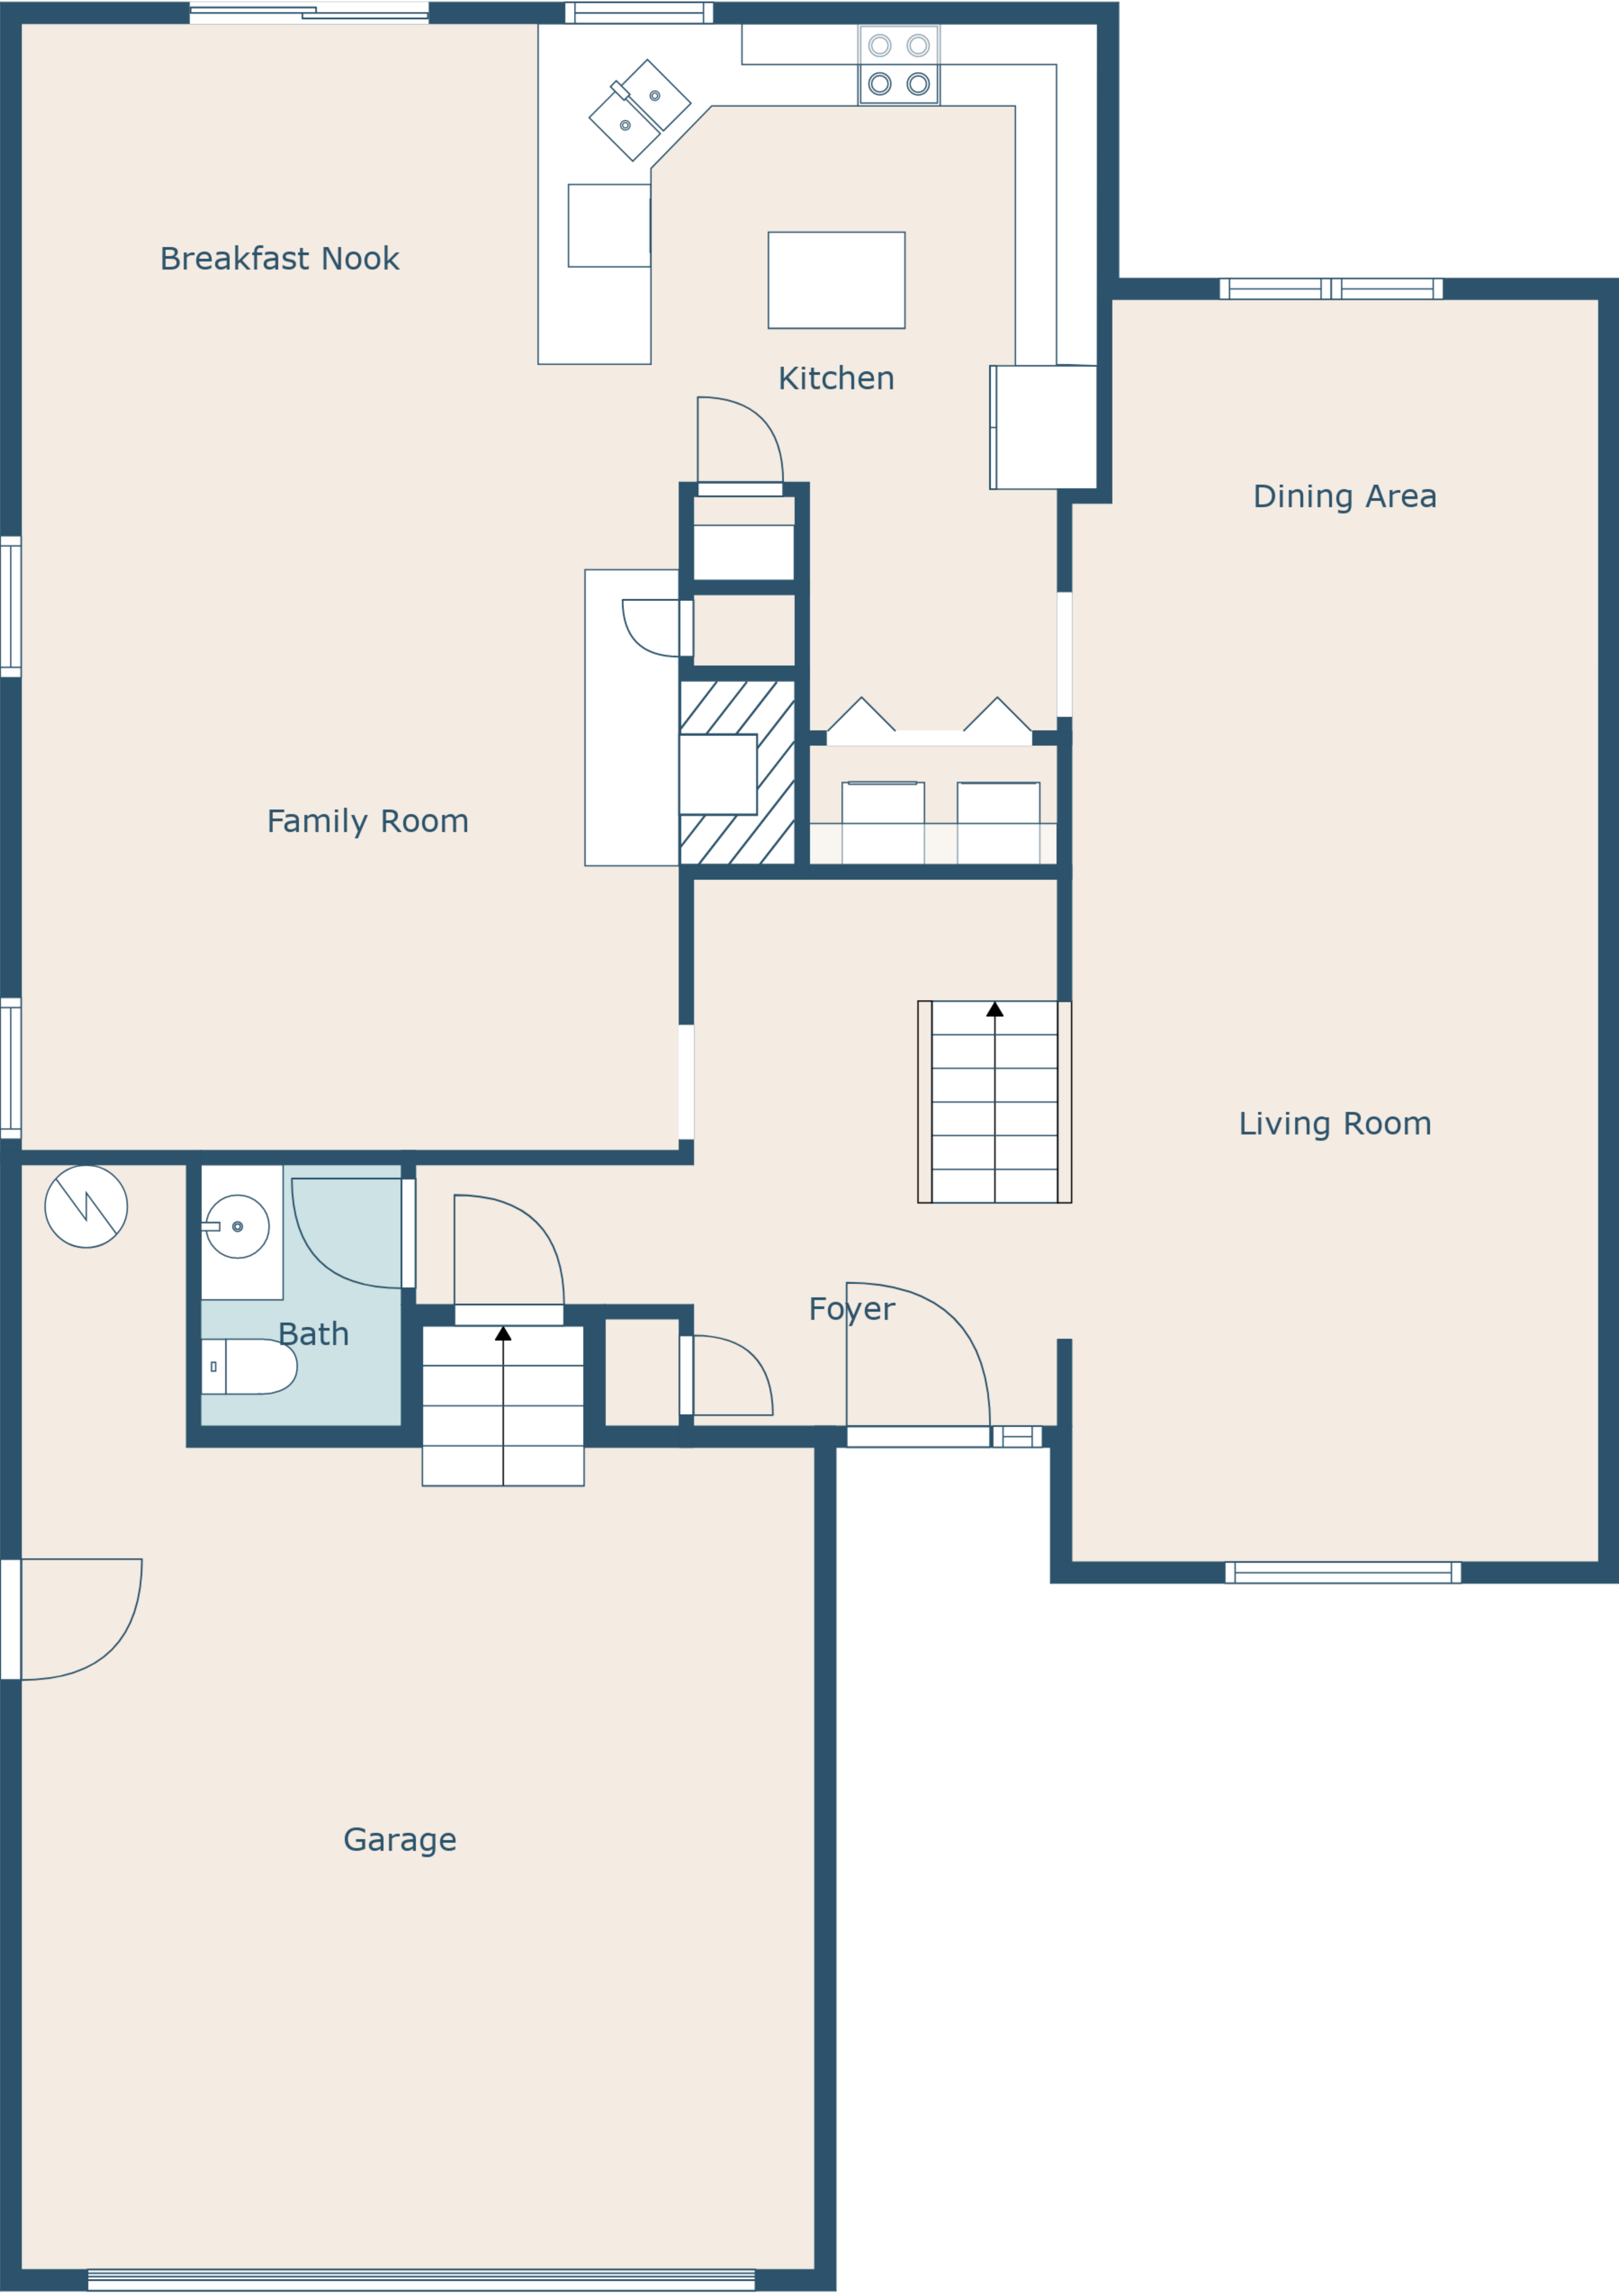 Breakfast Nook
Kitchen
Dining Area
Family Room
Living Room
Foyer
Bath
Garage